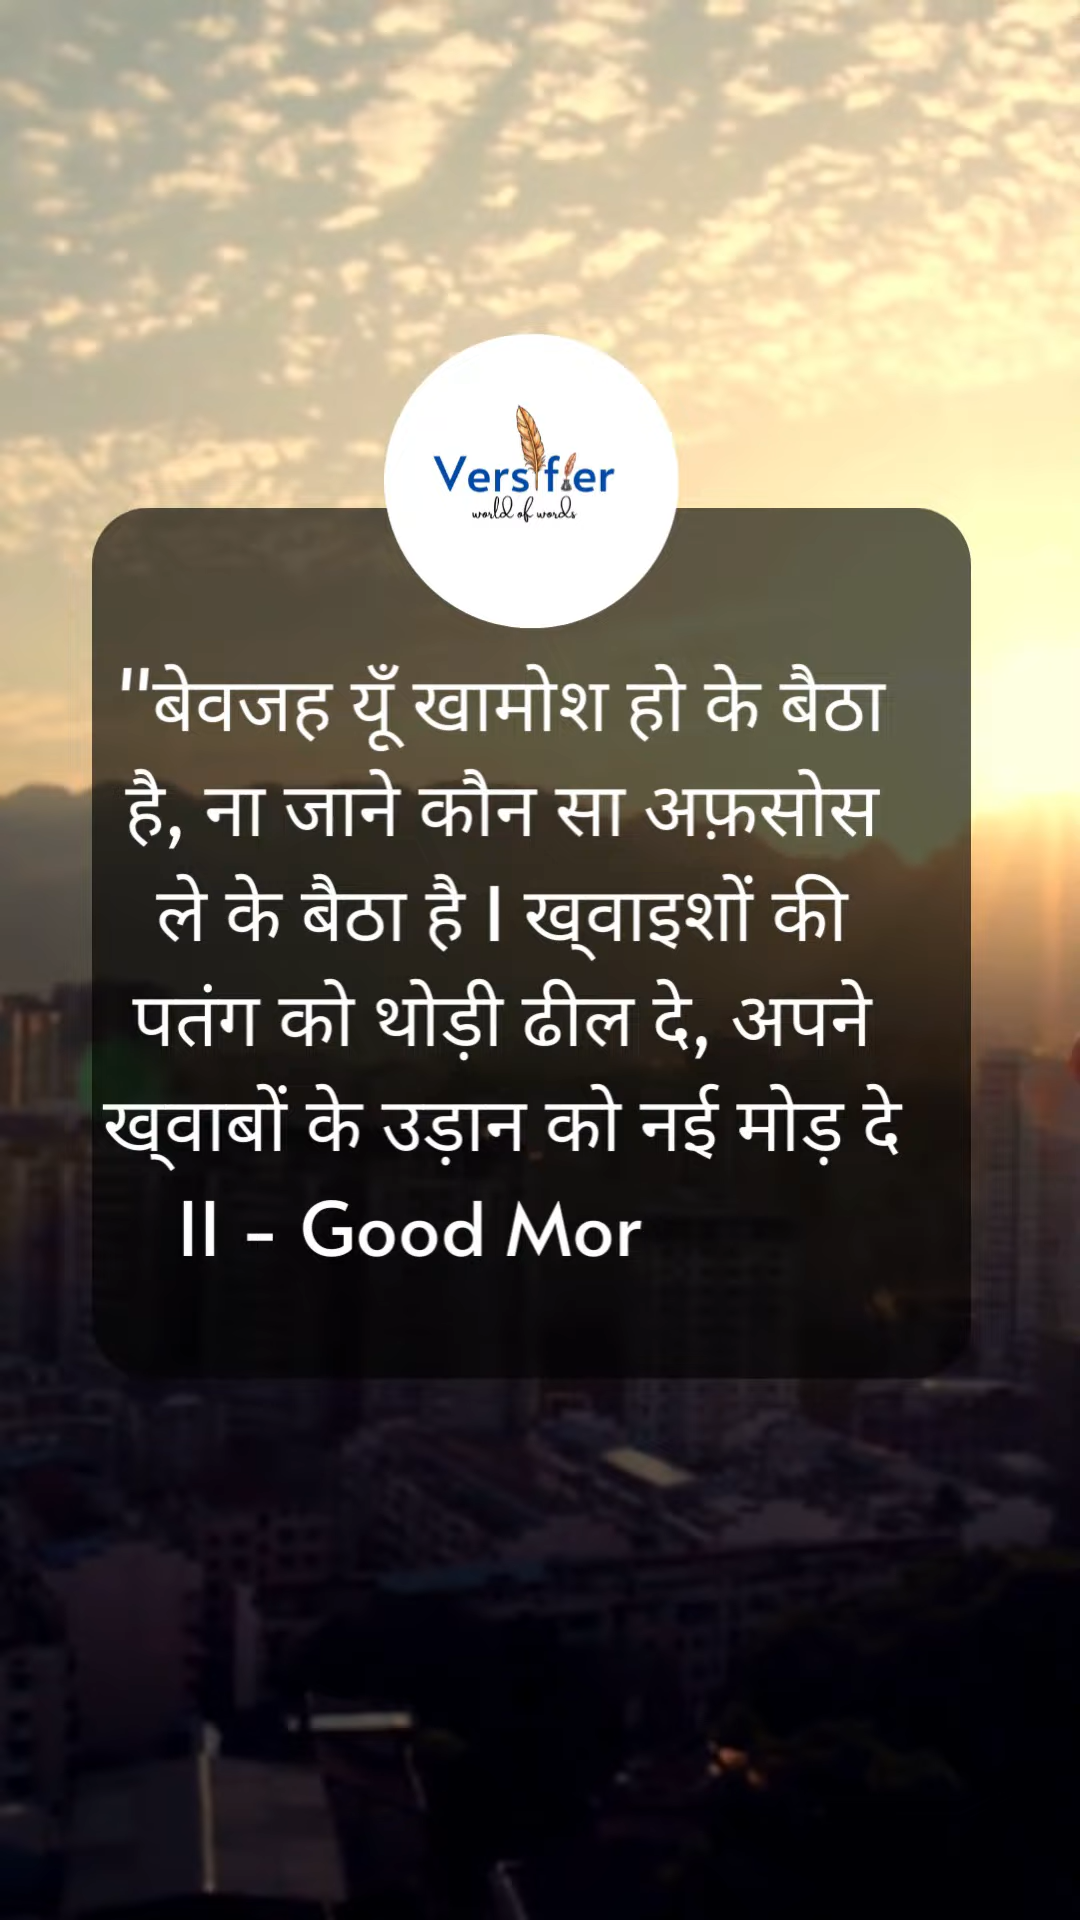 Versifier
world of words
"बेवजह यूँ खामोश हो के बैठा
है, ना जाने कौन सा अफ़सोस
ले के बैठा है I ख्वाइशों की
पतंग को थोड़ी ढील दे, अपने
ख्वाबों के उड़ान को नई मोड़ दे
II - Good Mor